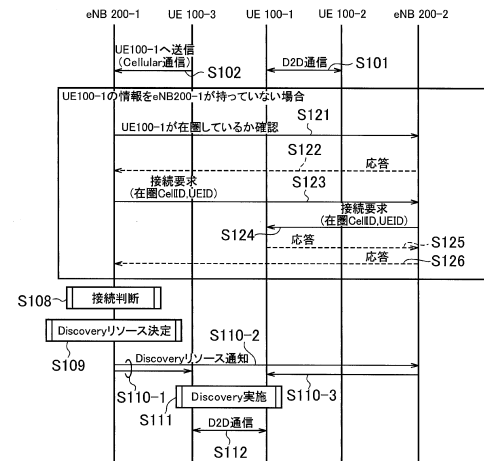 eNB 200-1
UE 100-3
UE 100-1
UE 100-2
eNB 200-2
UE100-1へ送信
(Cellular通信)
S102
D2D通信
S101
UE100-1の情報をeNB200-1が持っていない場合
S121
UE100-1が在圏しているか確認
S122
応答
接続要求
(在圏CellID,UEID)
S123
接続要求
(在圏CellID,UEID)
S124
応答
S125
応答
S126
S108
接続判断
Discoveryリソース決定
S109
S110-2
Discoveryリソース通知
S110-1
S110-3
S111
Discovery実施
D2D通信
S112